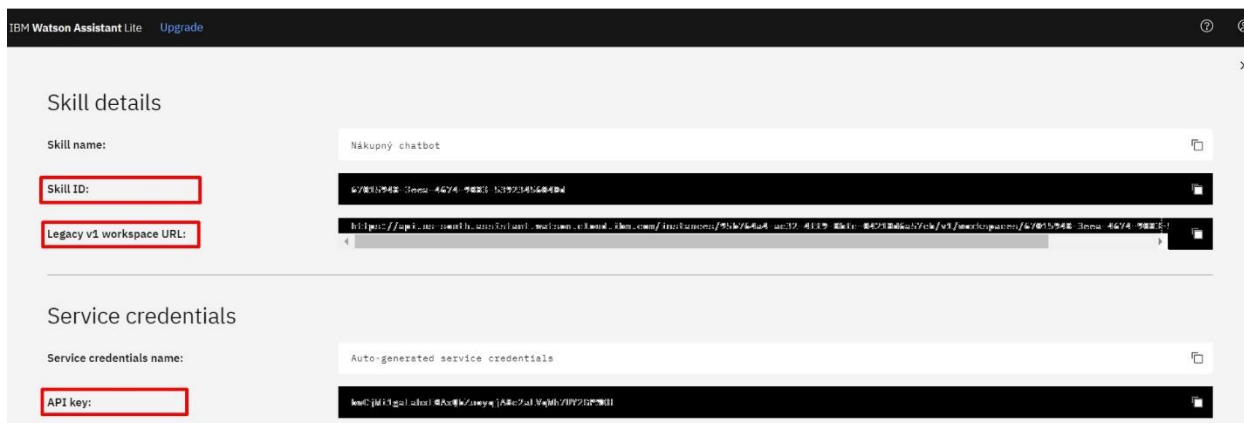 IBM Watson Assistant Lite Upgrade
Skill details
Skill name: Nákupný chatbot
Skill ID:
Legacy v1 workspace URL:
Service credentials
Service credentials name: Auto-generated service credentials
API key: